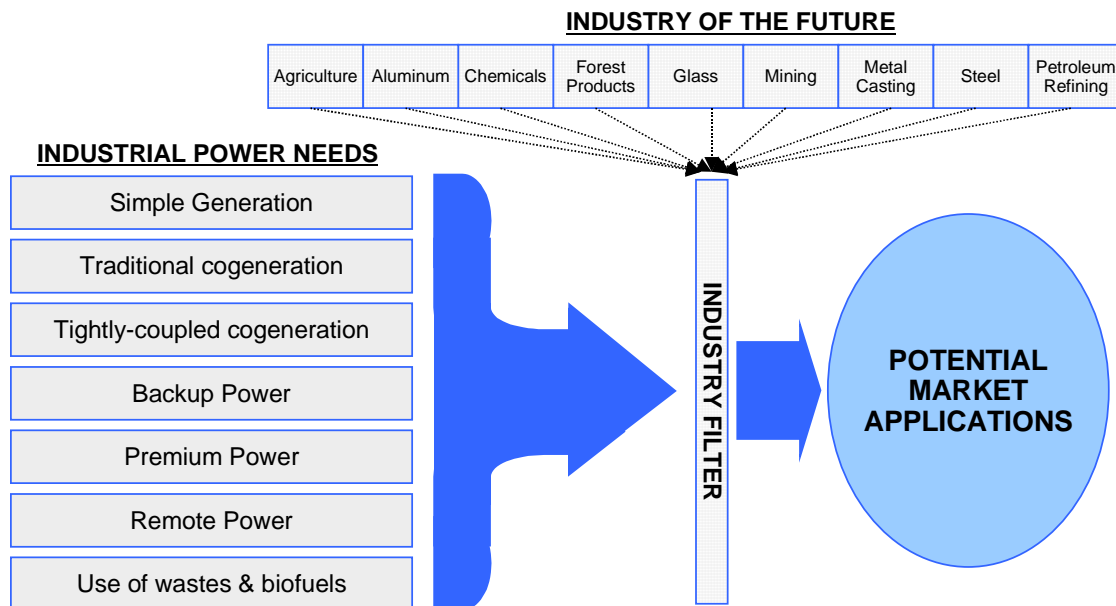 INDUSTRY OF THE FUTURE
Agriculture
Aluminum
Chemicals
Forest
Products
Glass
Mining
Metal
Casting
Steel
Petroleum
Refining
INDUSTRIAL POWER NEEDS
Simple Generation
Traditional cogeneration
Tightly-coupled cogeneration
Backup Power
Premium Power
Remote Power
Use of wastes & biofuels
INDUSTRY FILTER
POTENTIAL
MARKET
APPLICATIONS